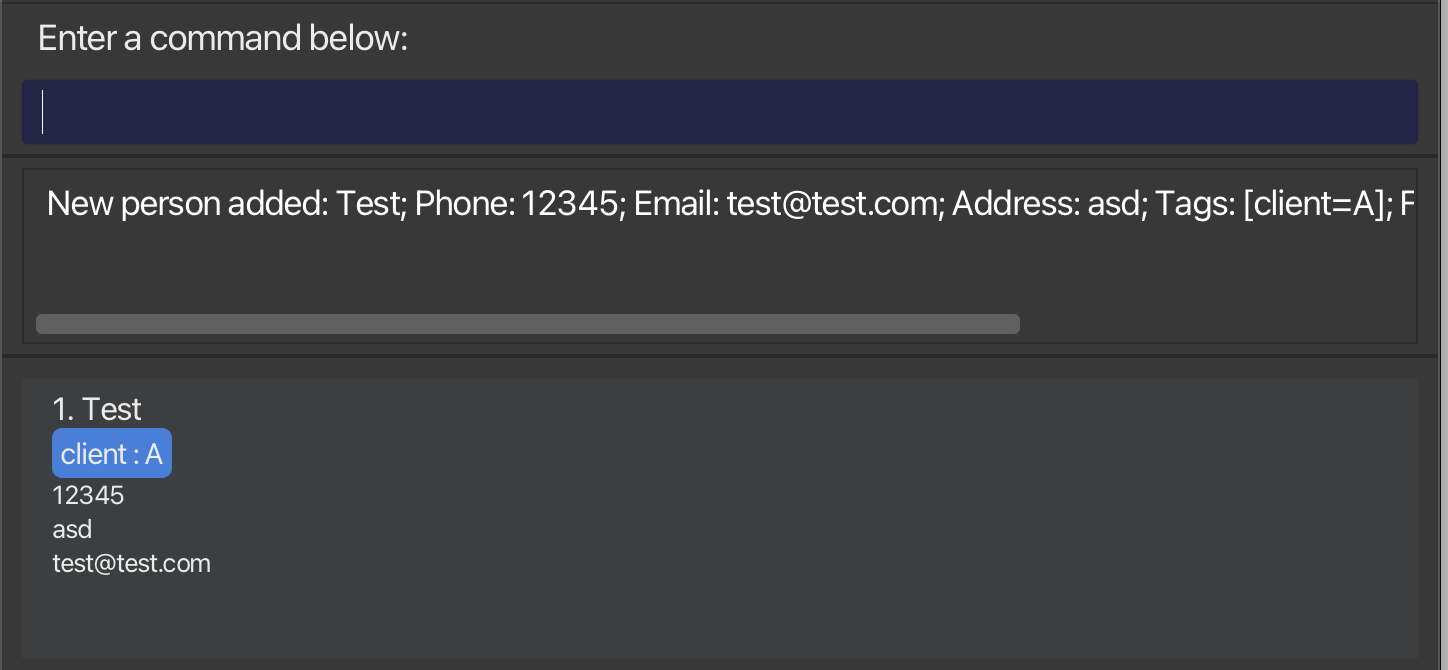 Enter a command below:
New person added: Test; Phone: 12345; Email: test@test.com; Address: asd; Tags: [client=A]; F
1. Test
client : A
12345
asd
test@test.com